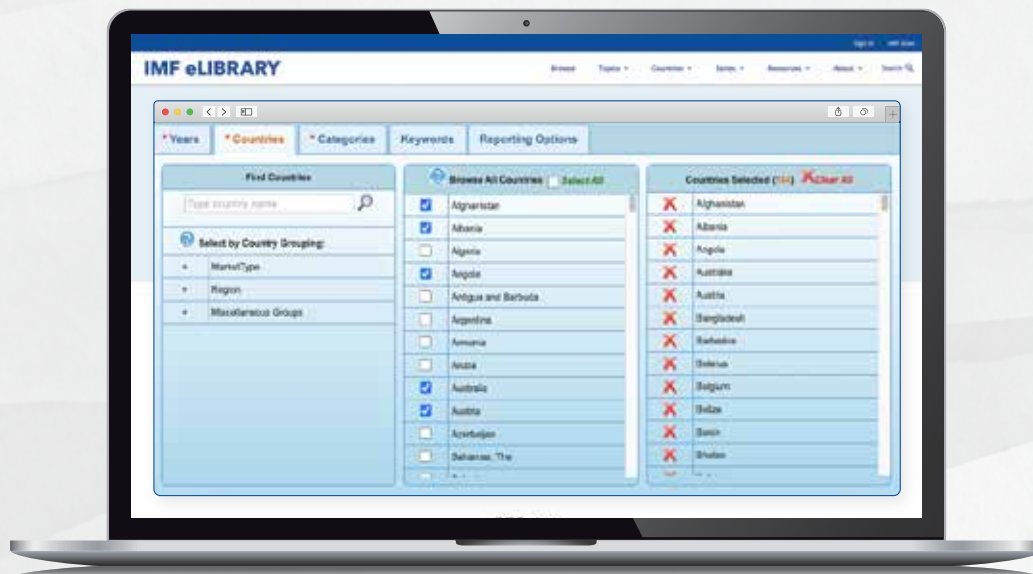 Sign In
IMF eLIBRARY
Browse Topics Countries Series Resources About Search
* Years * Countries * Categories Keywords Reporting Options
Find Countries
Type country name
Select by Country Grouping:
MarketType
Region
Miscellaneous Groups
Browse All Countries Select All
Afghanistan
Albania
Algeria
Angola
Antigua and Barbuda
Argentina
Armenia
Aruba
Australia
Austria
Azerbaijan
Bahamas, The
Countries Selected ( ) Clear All
Afghanistan
Albania
Angola
Australia
Austria
Bangladesh
Barbados
Belarus
Belgium
Belize
Benin
Bhutan